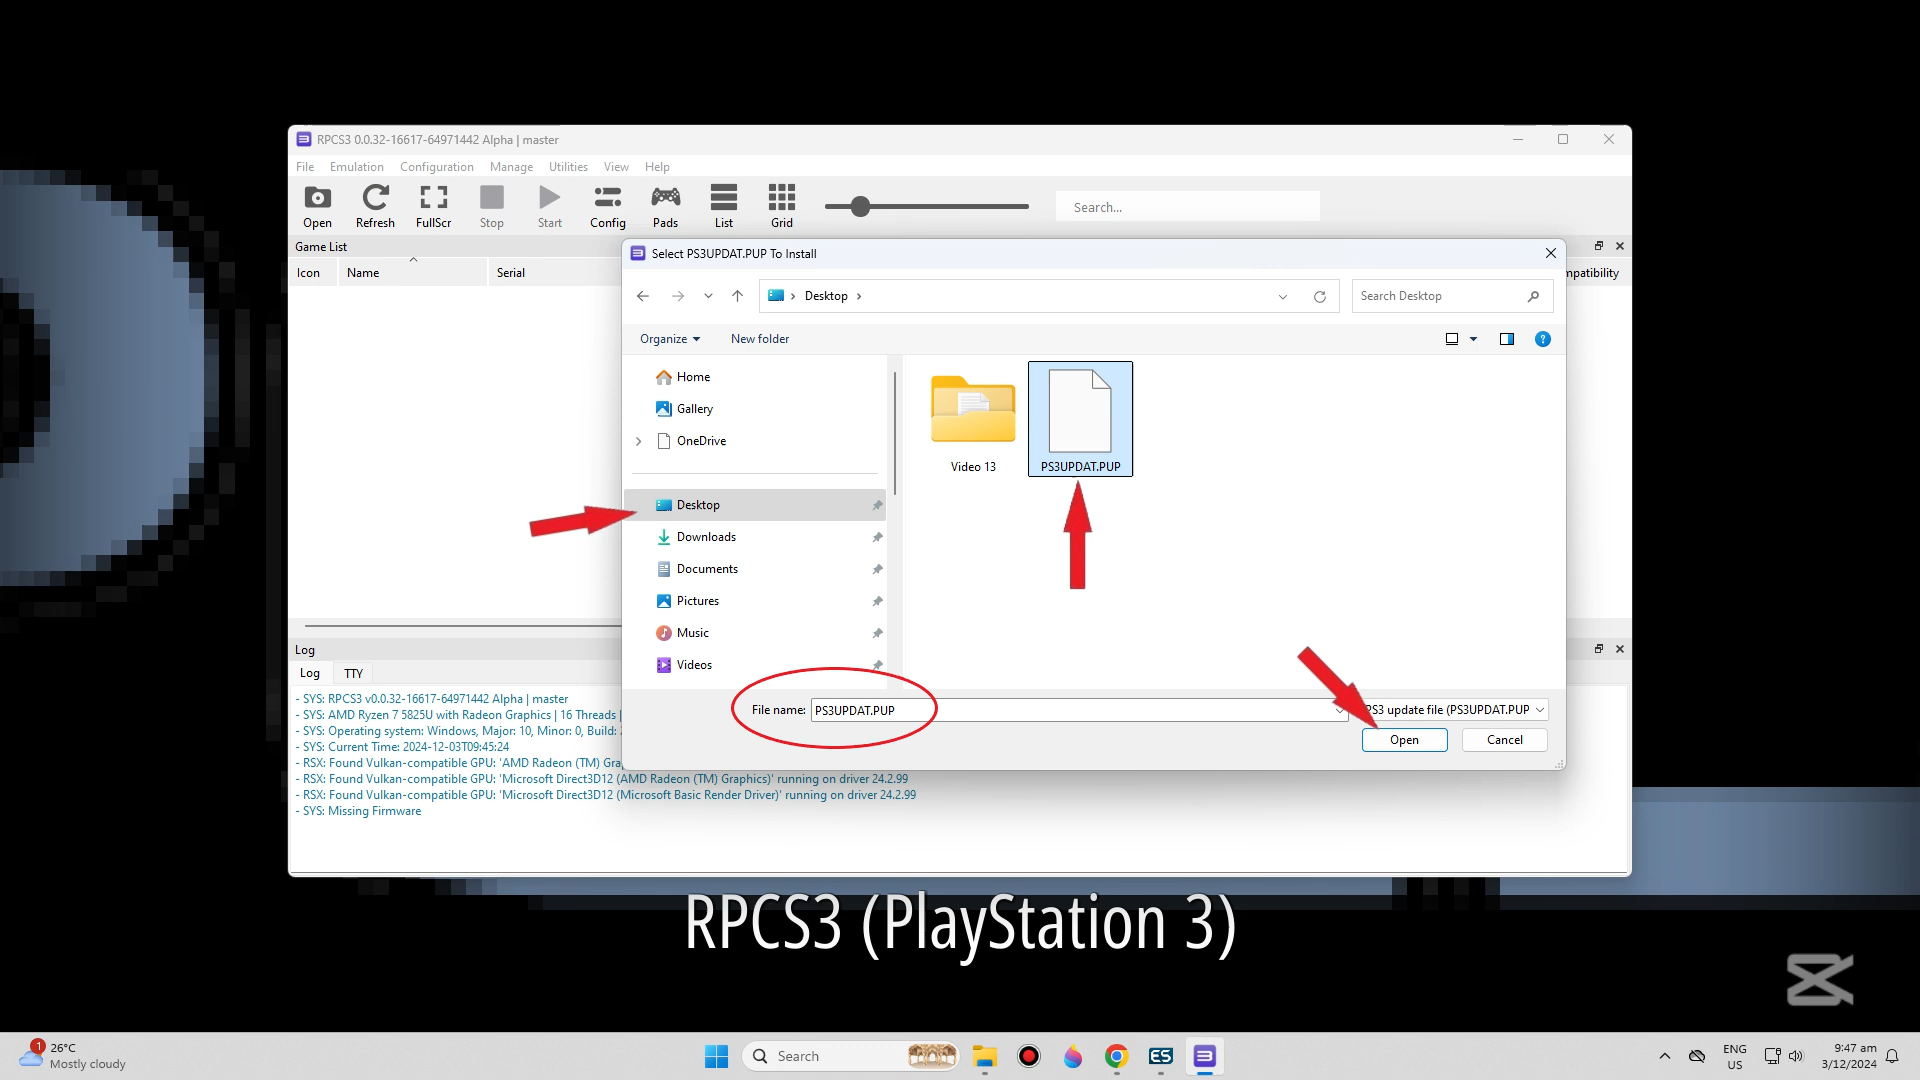 RPCS3 0.0.32-16617-64971442 Alpha | master
File Emulation Configuration Manage Utilities View Help
Open Refresh FullScr Stop Start Config Pads List Grid Search...
Game List
Icon Name Serial
Select PS3UPDAT.PUP To Install
Desktop
Search Desktop
Organize New folder
Home
Gallery
OneDrive
Desktop
Downloads
Documents
Pictures
Music
Videos
Video 13
PS3UPDAT.PUP
File name: PS3UPDAT.PUP
PS3 update file (PS3UPDAT.PUP
Open Cancel
Log
Log TTY
- SYS: RPCS3 v0.0.32-16617-64971442 Alpha | master
- SYS: AMD Ryzen 7 5825U with Radeon Graphics | 16 Threads |
- SYS: Operating system: Windows, Major: 10, Minor: 0, Build:
- SYS: Current Time: 2024-12-03T09:45:24
- RSX: Found Vulkan-compatible GPU: 'AMD Radeon (TM) Gra
- RSX: Found Vulkan-compatible GPU: 'Microsoft Direct3D12 (AMD Radeon (TM) Graphics)' running on driver 24.2.99
- RSX: Found Vulkan-compatible GPU: 'Microsoft Direct3D12 (Microsoft Basic Render Driver)' running on driver 24.2.99
- SYS: Missing Firmware
RPCS3 (PlayStation 3)
1
26°C
Mostly cloudy
Search
ES
ENG
US
9:47 am
3/12/2024